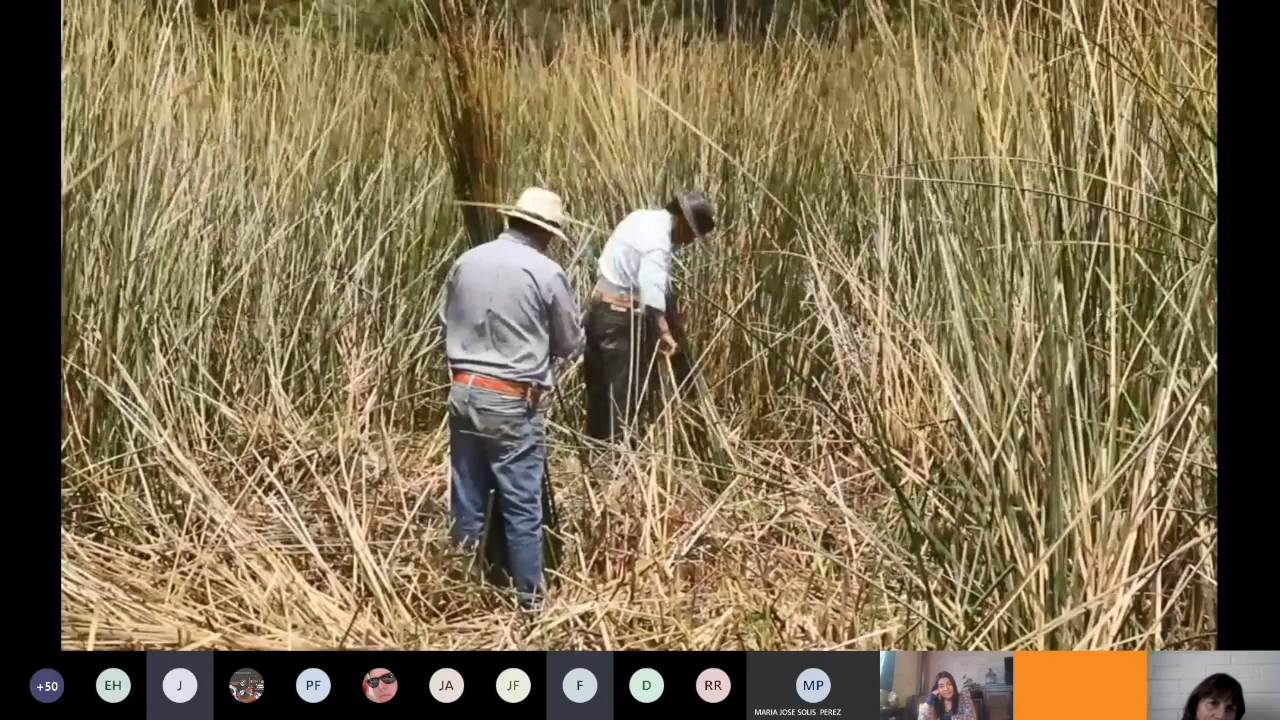 +50
EH
J
PF
JA
JF
F
D
RR
MP
MARIA JOSE SOLIS PEREZ